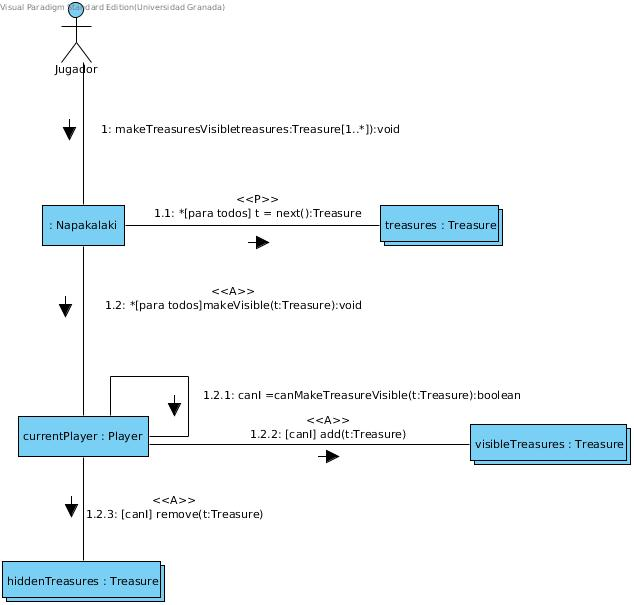 Visual Paradigm Standard Edition(Universidad Granada)
Jugador
1: makeTreasuresVisibletreasures:Treasure[1..*]):void
<<P>>
1.1: *[para todos] t = next():Treasure
: Napakalaki
treasures : Treasure
<<A>>
1.2: *[para todos]makeVisible(t:Treasure):void
1.2.1: canI =canMakeTreasureVisible(t:Treasure):boolean
<<A>>
1.2.2: [canI] add(t:Treasure)
currentPlayer : Player
visibleTreasures : Treasure
<<A>>
1.2.3: [canI] remove(t:Treasure)
hiddenTreasures : Treasure